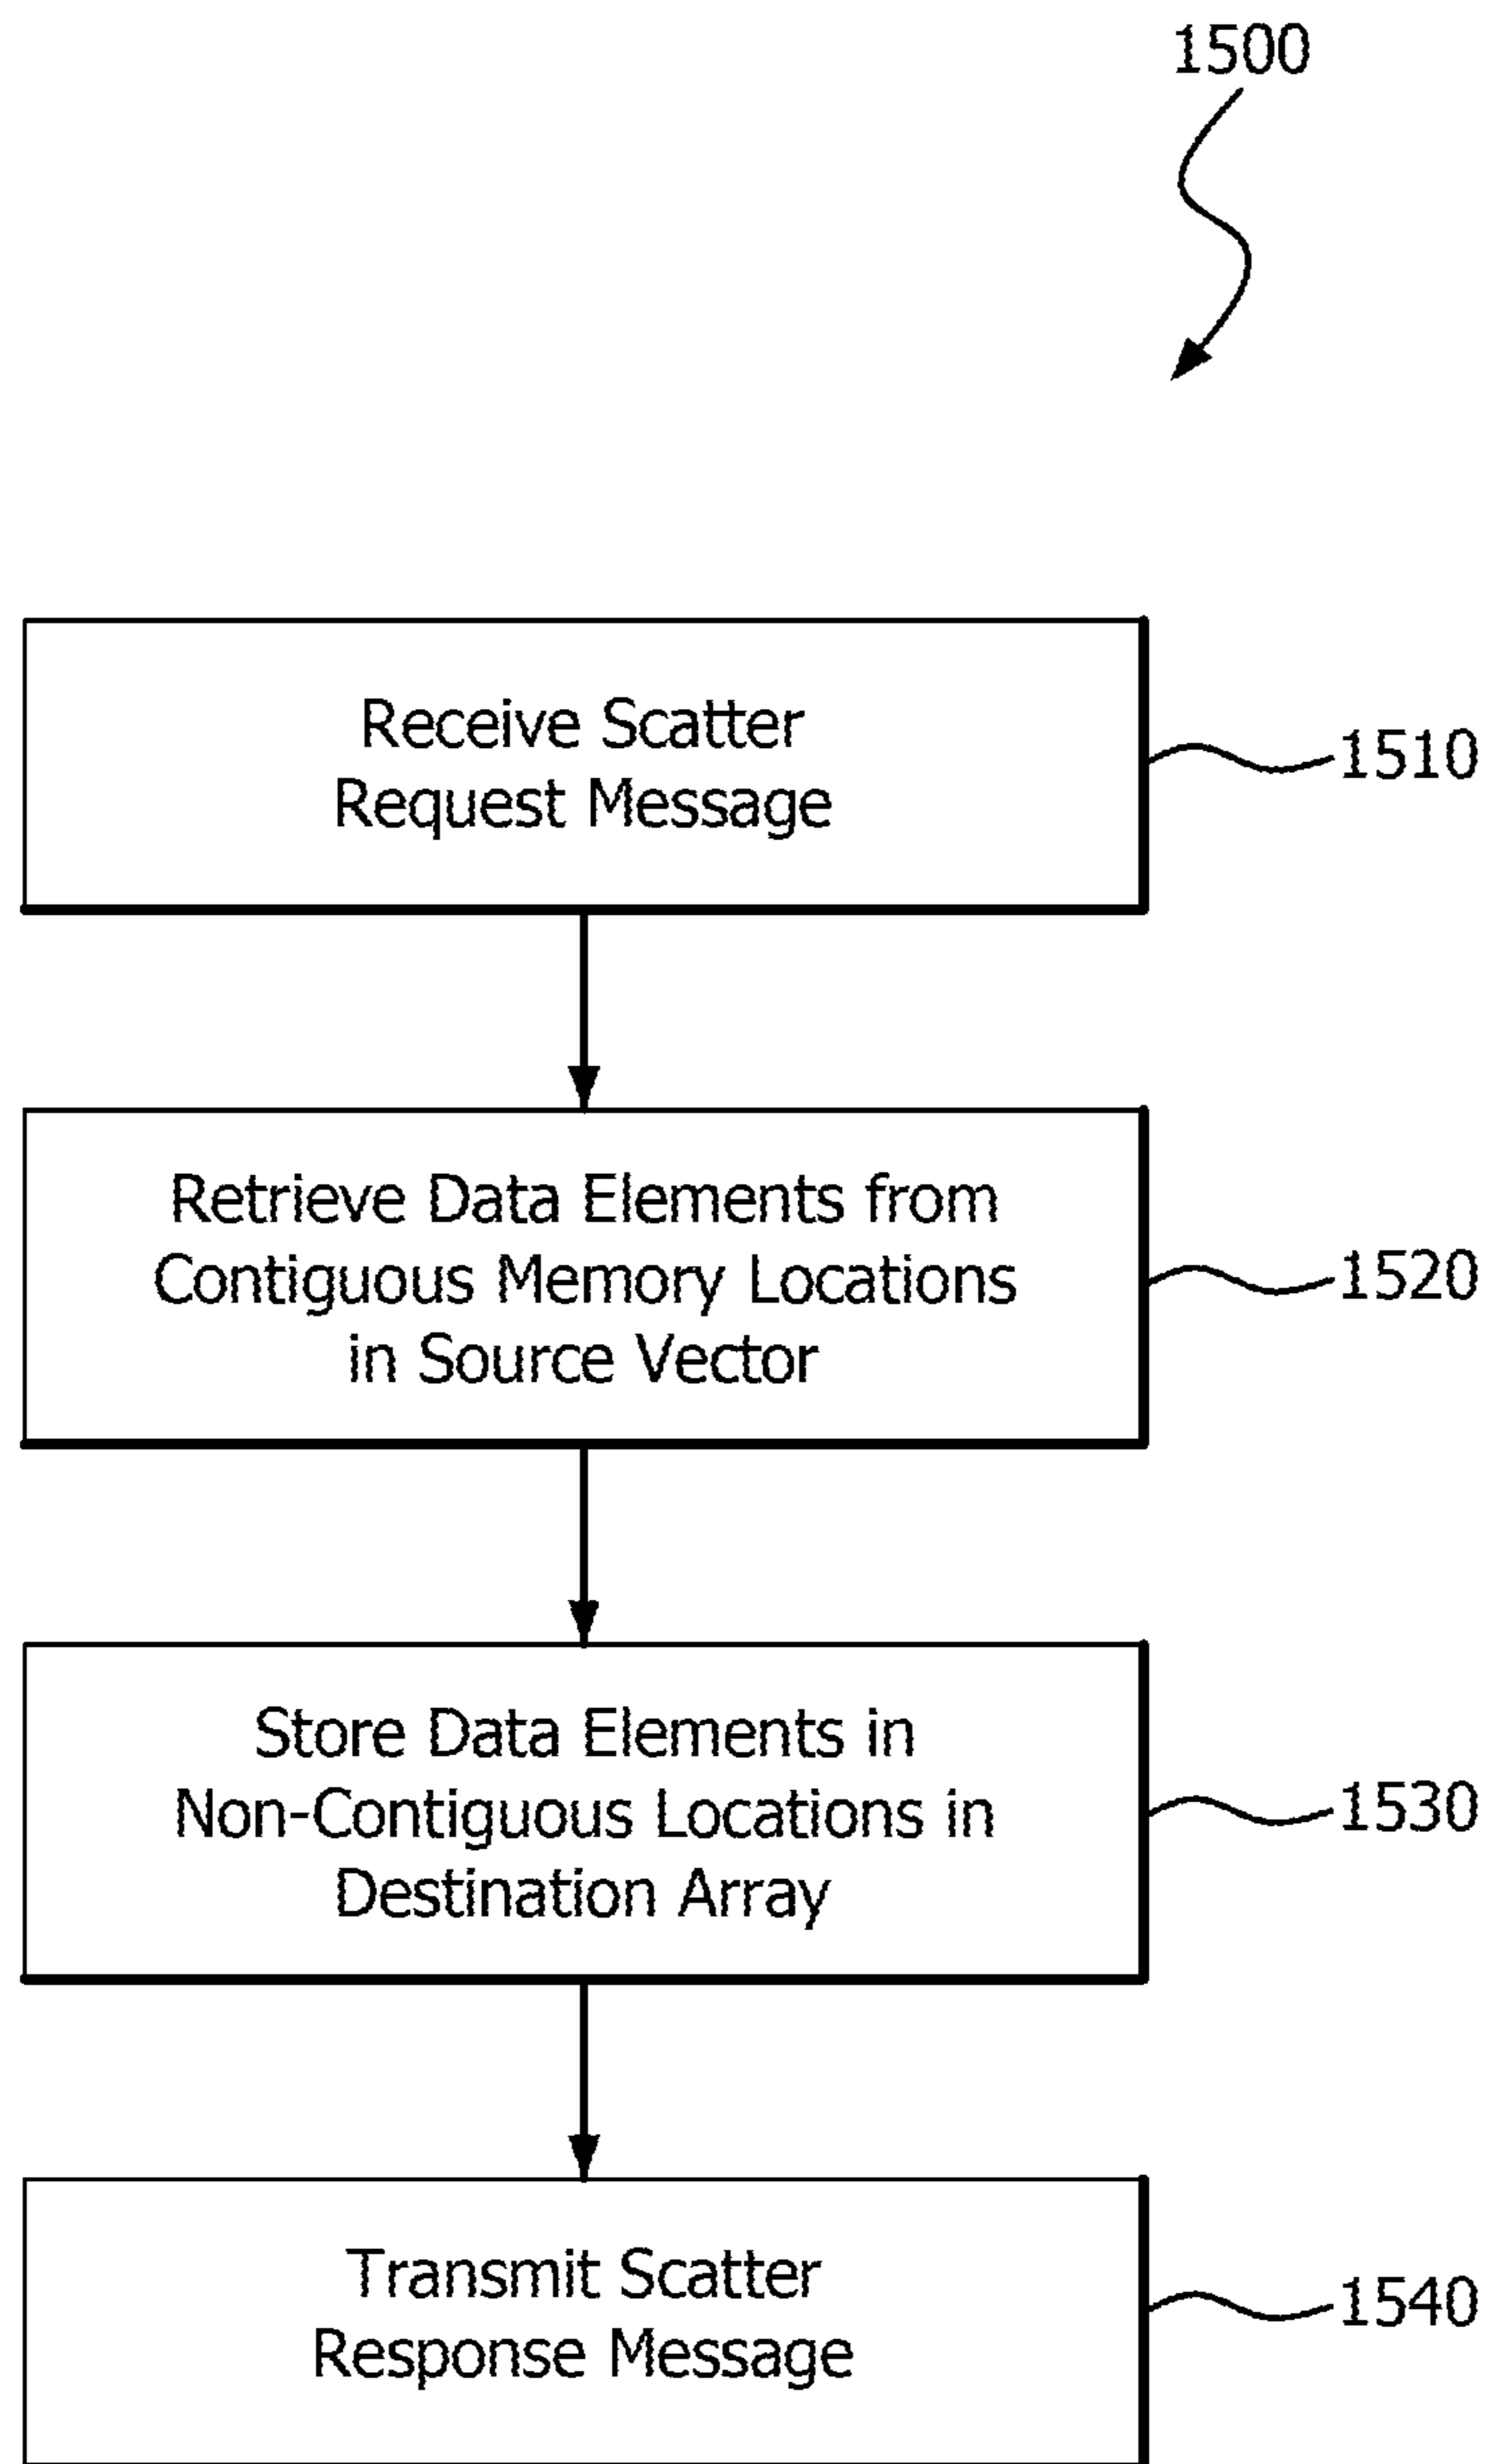 1500
Receive Scatter
Request Message
1510
Retrieve Data Elements from
Contiguous Memory Locations
in Source Vector
1520
Store Data Elements in
Non-Contiguous Locations in
Destination Array
1530
Transmit Scatter
Response Message
1540